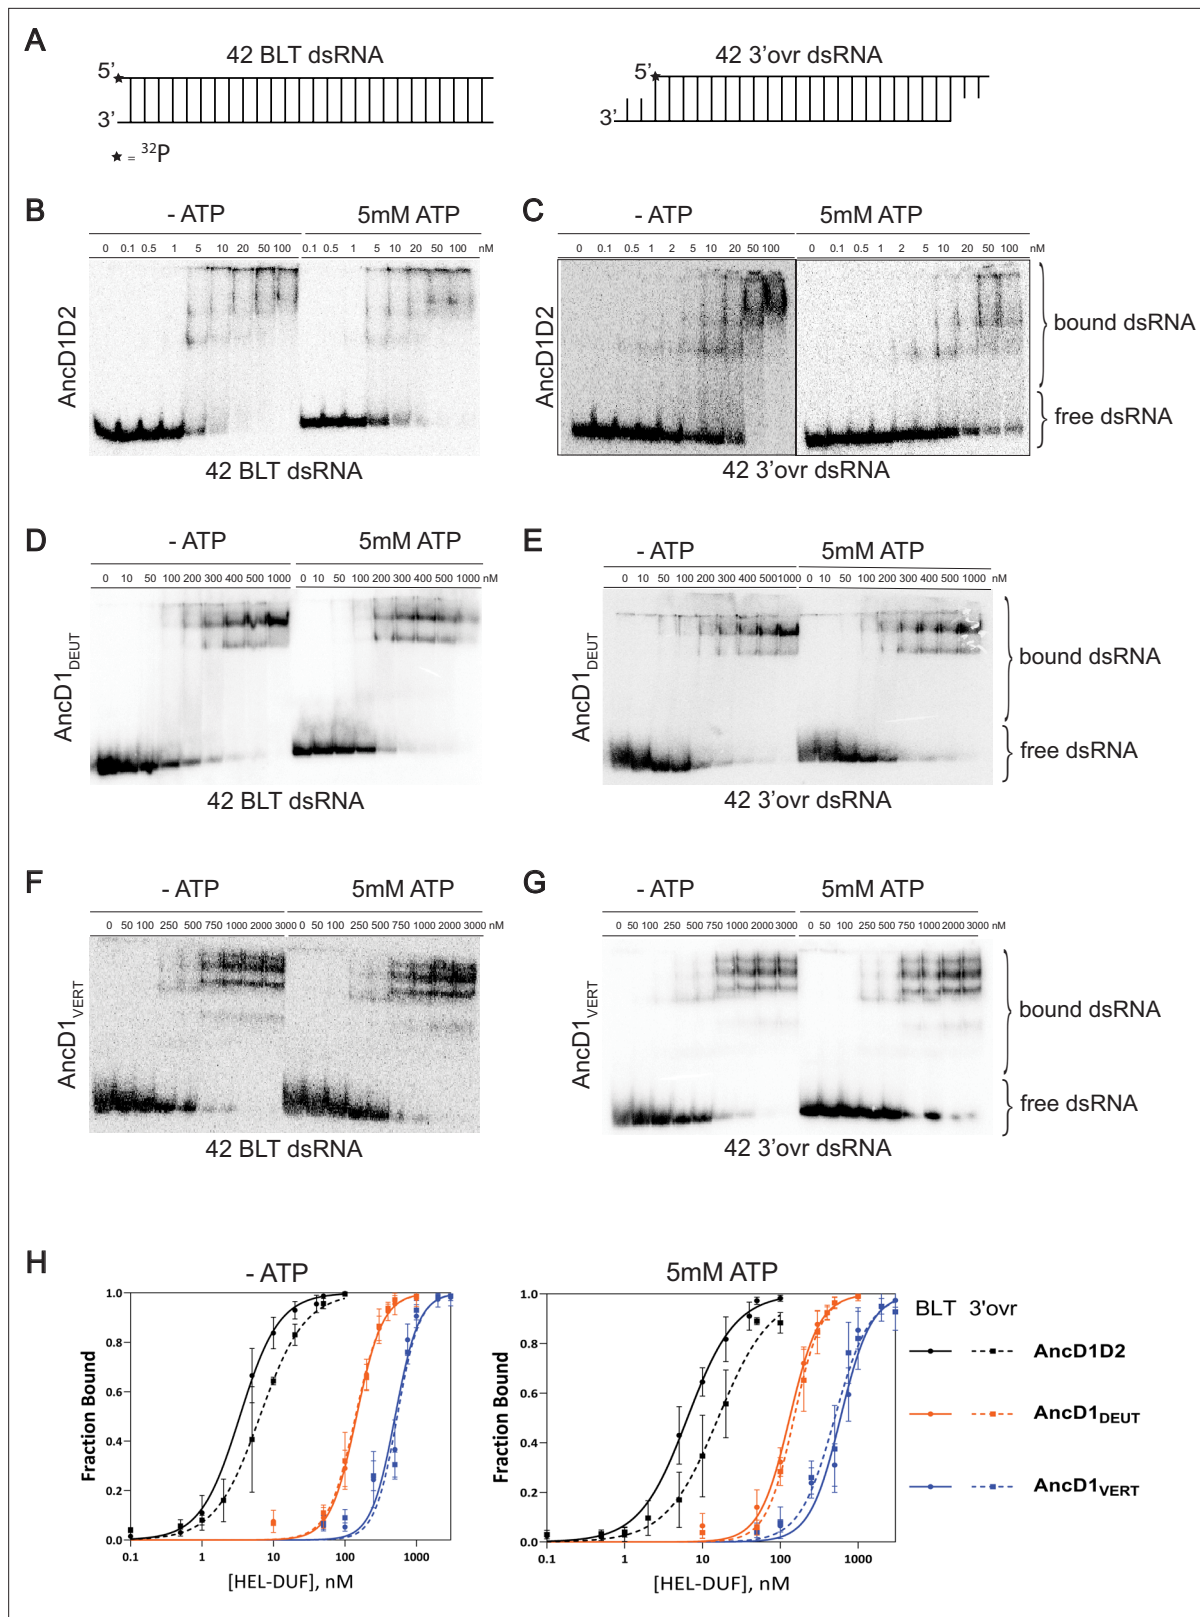 A
42 BLT dsRNA
42 3'ovr dsRNA
5'
5'
3'
3'
★ = ³²P
B
- ATP
5mM ATP
C
- ATP
5mM ATP
0 0.1 0.5 1 5 10 20 50 100 0.1 0.5 1 5 10 20 50 100 nM
0 0.1 0.5 1 2 5 10 20 50 100 0 0.1 0.5 1 2 5 10 20 50 100 nM
AncD1D2
AncD1D2
bound dsRNA
free dsRNA
42 BLT dsRNA
42 3'ovr dsRNA
D
- ATP
5mM ATP
E
- ATP
5mM ATP
0 10 50 100 200 300 400 500 1000 0 10 50 100 200 300 400 500 1000 nM
0 10 50 100 200 300 400 500 1000 0 10 50 100 200 300 400 500 1000 nM
AncD1DEUT
AncD1DEUT
bound dsRNA
free dsRNA
42 BLT dsRNA
42 3'ovr dsRNA
F
- ATP
5mM ATP
G
- ATP
5mM ATP
0 50 100 250 500 750 1000 2000 3000 0 50 100 250 500 750 1000 2000 3000 nM
0 50 100 250 500 750 1000 2000 3000 0 50 100 250 500 750 1000 2000 3000 nM
AncD1VERT
AncD1VERT
bound dsRNA
free dsRNA
42 BLT dsRNA
42 3'ovr dsRNA
H
- ATP
5mM ATP
Fraction Bound
1.0
0.8
0.6
0.4
0.2
0.0
0.1 1 10 100 1000
[HEL-DUF], nM
Fraction Bound
1.0
0.8
0.6
0.4
0.2
0.0
0.1 1 10 100 1000
[HEL-DUF], nM
BLT 3'ovr
AncD1D2
AncD1DEUT
AncD1VERT